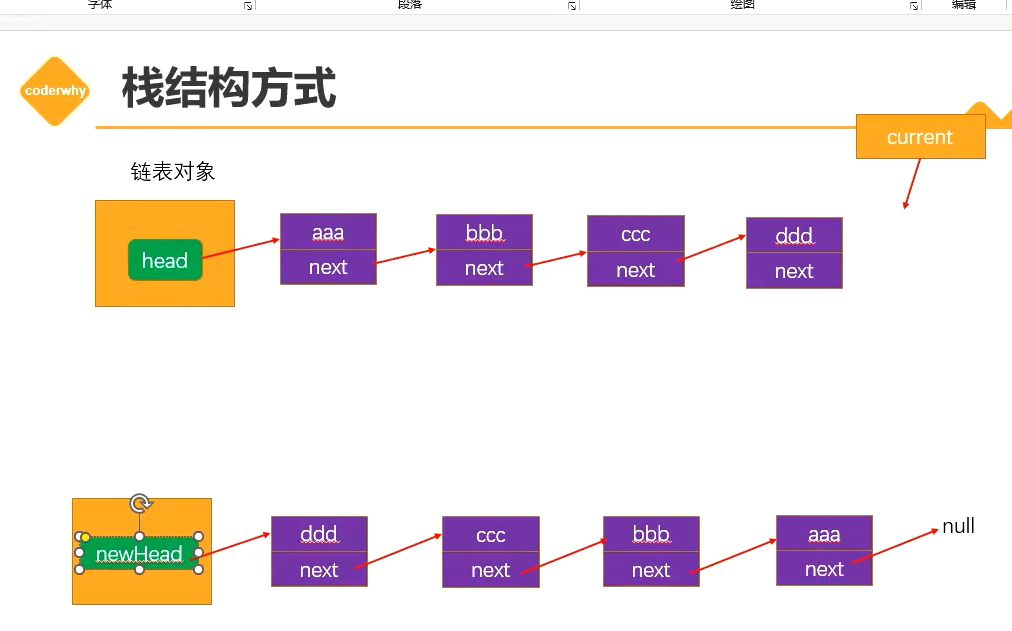 字体 段落 绘图 编辑
coderwhy
栈结构方式
current
链表对象
head
aaa
next
bbb
next
ccc
next
ddd
next
newHead
ddd
next
ccc
next
bbb
next
aaa
next
null